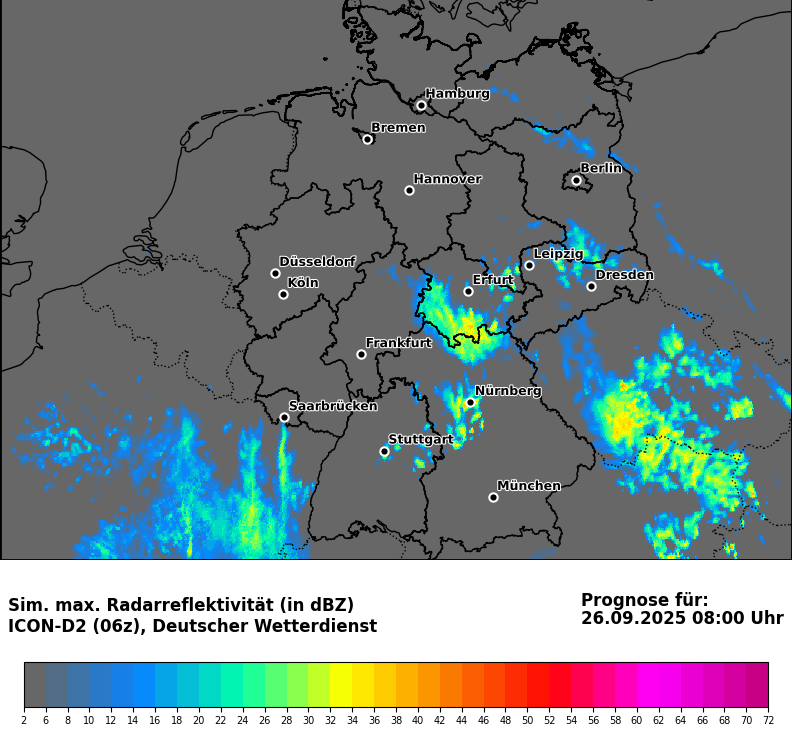 Hamburg
Bremen
Berlin
Hannover
Leipzig
Düsseldorf
Dresden
Erfurt
Köln
Frankfurt
Nürnberg
Saarbrücken
Stuttgart
München
Sim. max. Radarreflektivität (in dBZ)
ICON-D2 (06z), Deutscher Wetterdienst
Prognose für:
26.09.2025 08:00 Uhr
2 6 8 10 12 14 16 18 20 22 24 26 28 30 32 34 36 38 40 42 44 46 48 50 52 54 56 58 60 62 64 66 68 70 72